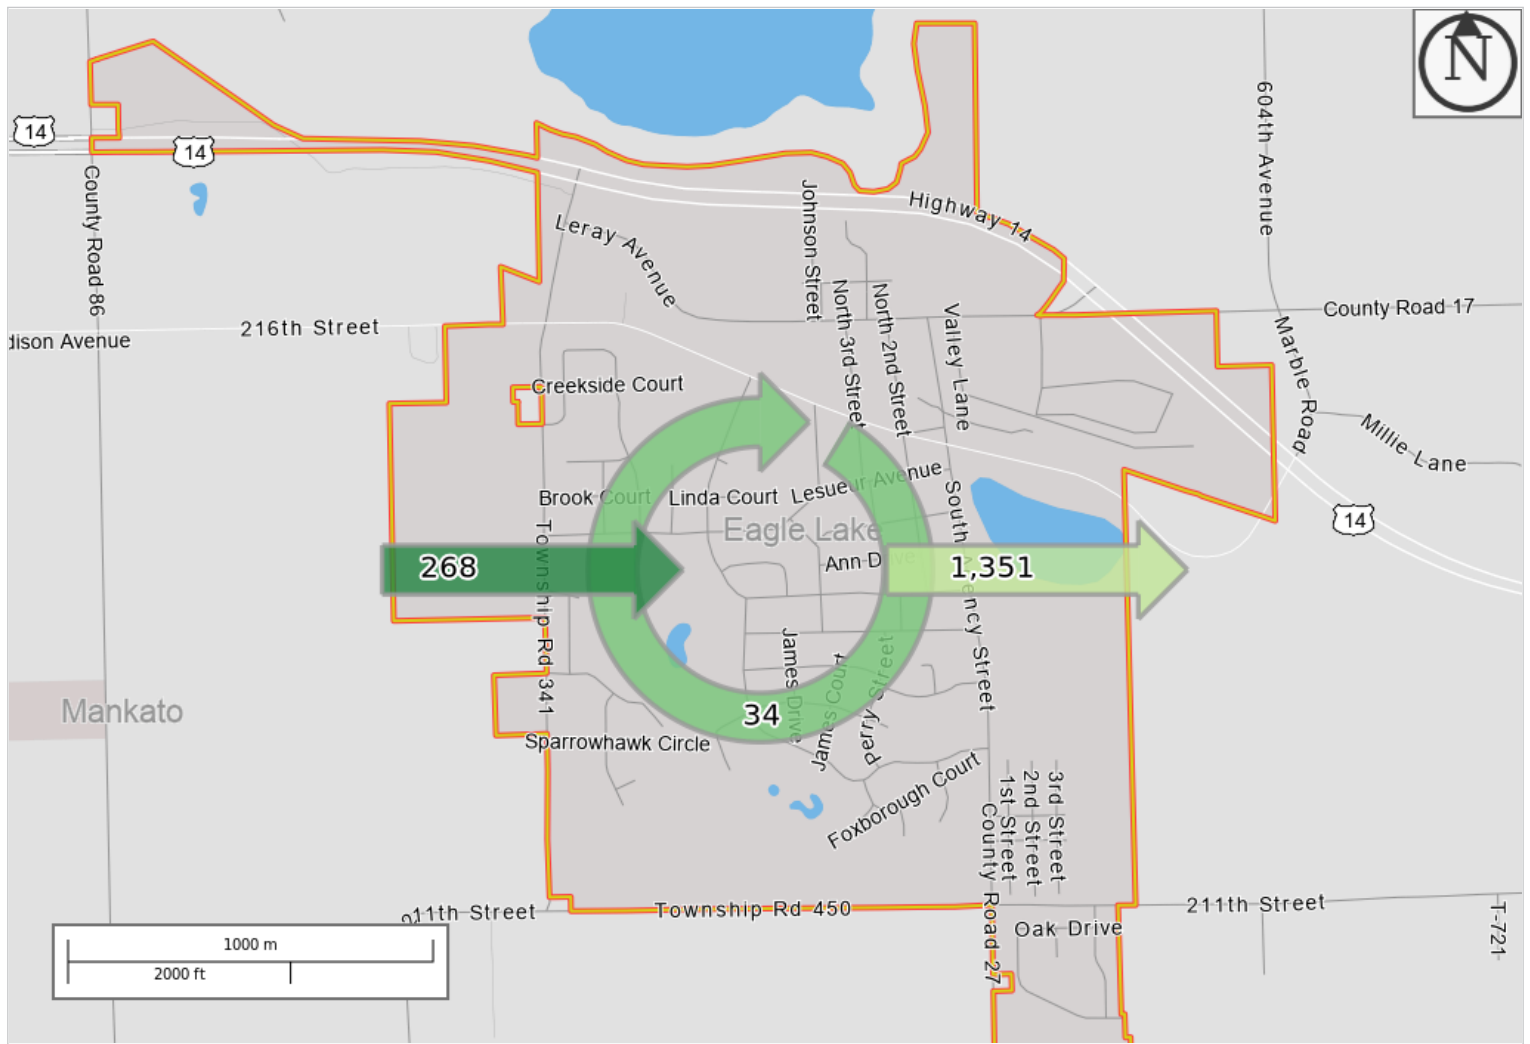 N
14
14
604th Avenue
County Road 86
Highway 14
Johnson Street
Leray Avenue
North 3rd Street
North 2nd Street
Valley Lane
County Road 17
216th Street
dison Avenue
Marble Road
Creekside Court
Millie Lane
Brook Court
Linda Court
Lesueur Avenue
Eagle Lake
14
Township Rd 341
268
Ann Drive
1,351
South Agency Street
James Drive
James Court
Perry Street
Mankato
34
Sparrowhawk Circle
Foxborough Court
1st Street
2nd Street
3rd Street
County Road 27
211th Street
Township Rd 450
211th Street
Oak Drive
T-721
1000 m
2000 ft